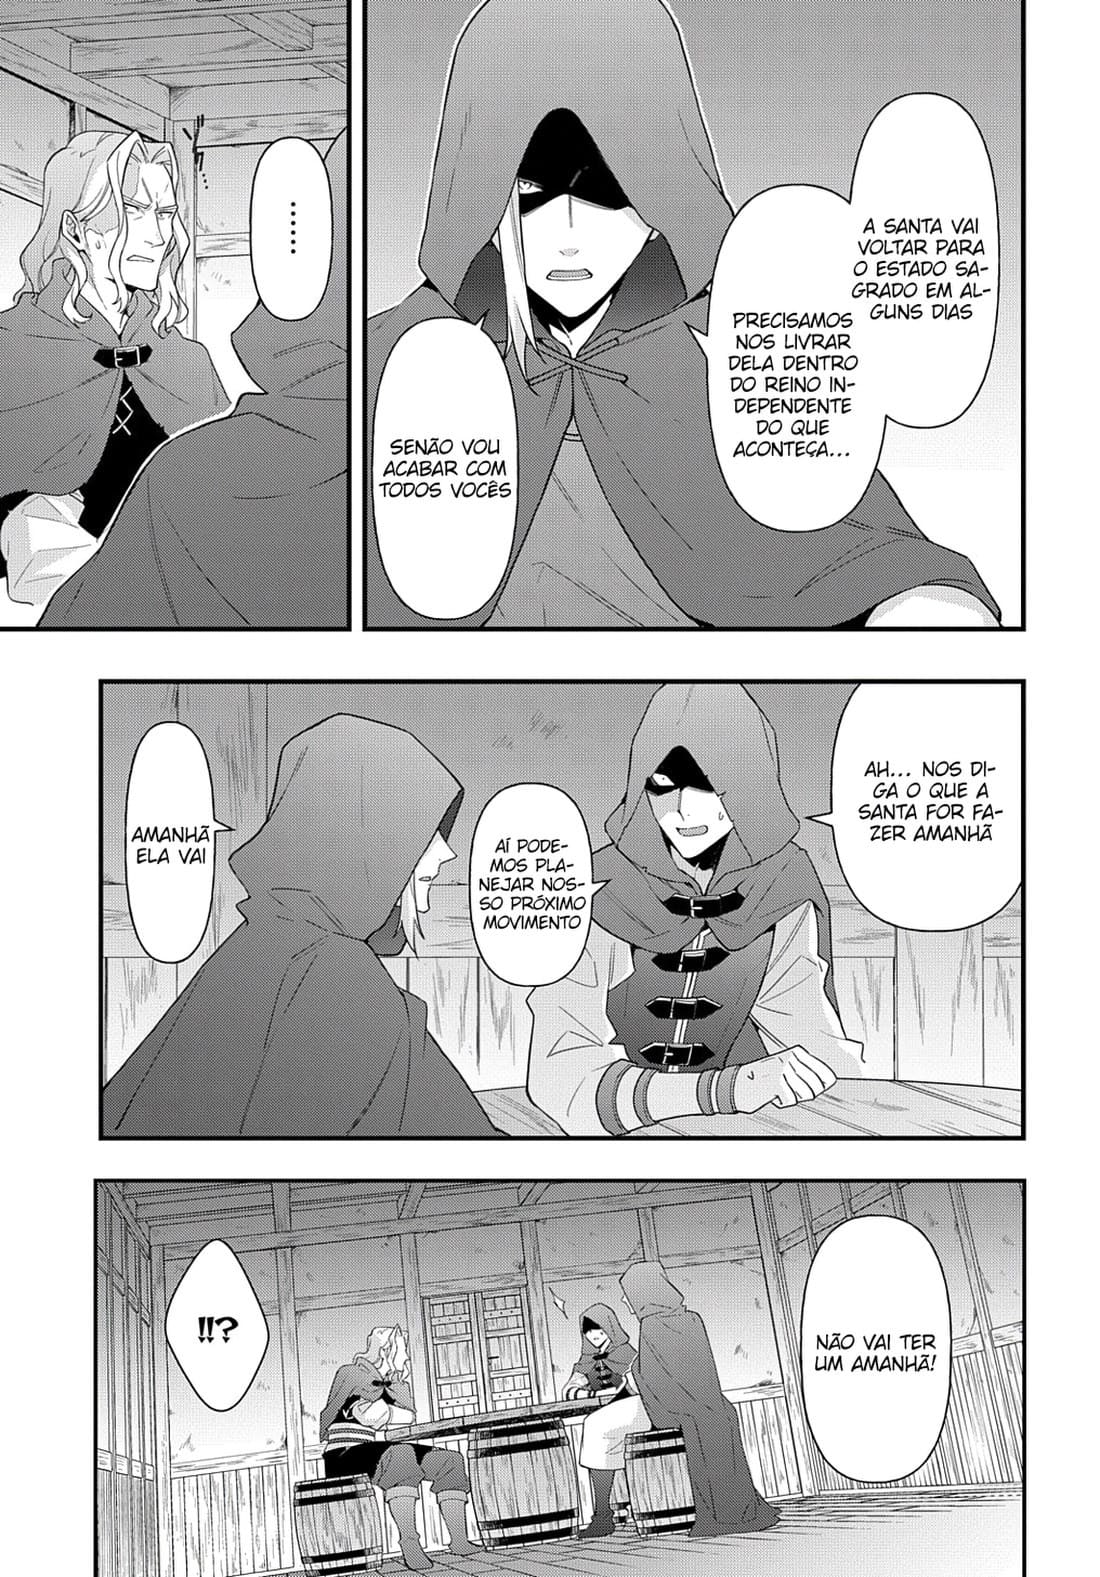 A SANTA VAI
VOLTAR PARA
O ESTADO SA-
GRADO EM AL-
GUNS DIAS
PRECISAMOS
NOS LIVRAR
DELA DENTRO
DO REINO IN-
DEPENDENTE
DO QUE
ACONTEÇA...
SENÃO VOU
ACABAR COM
TODOS VOCÊS
......
AH... NOS DI-
GA O QUE A
SANTA FOR FA-
ZER AMANHÃ
AÍ PODE-
MOS PLA-
NEJAR NOS-
SO PRÓXIMO
MOVIMENTO
AMANHÃ
ELA VAI
NÃO VAI TER
UM AMANHÃ!
!!?